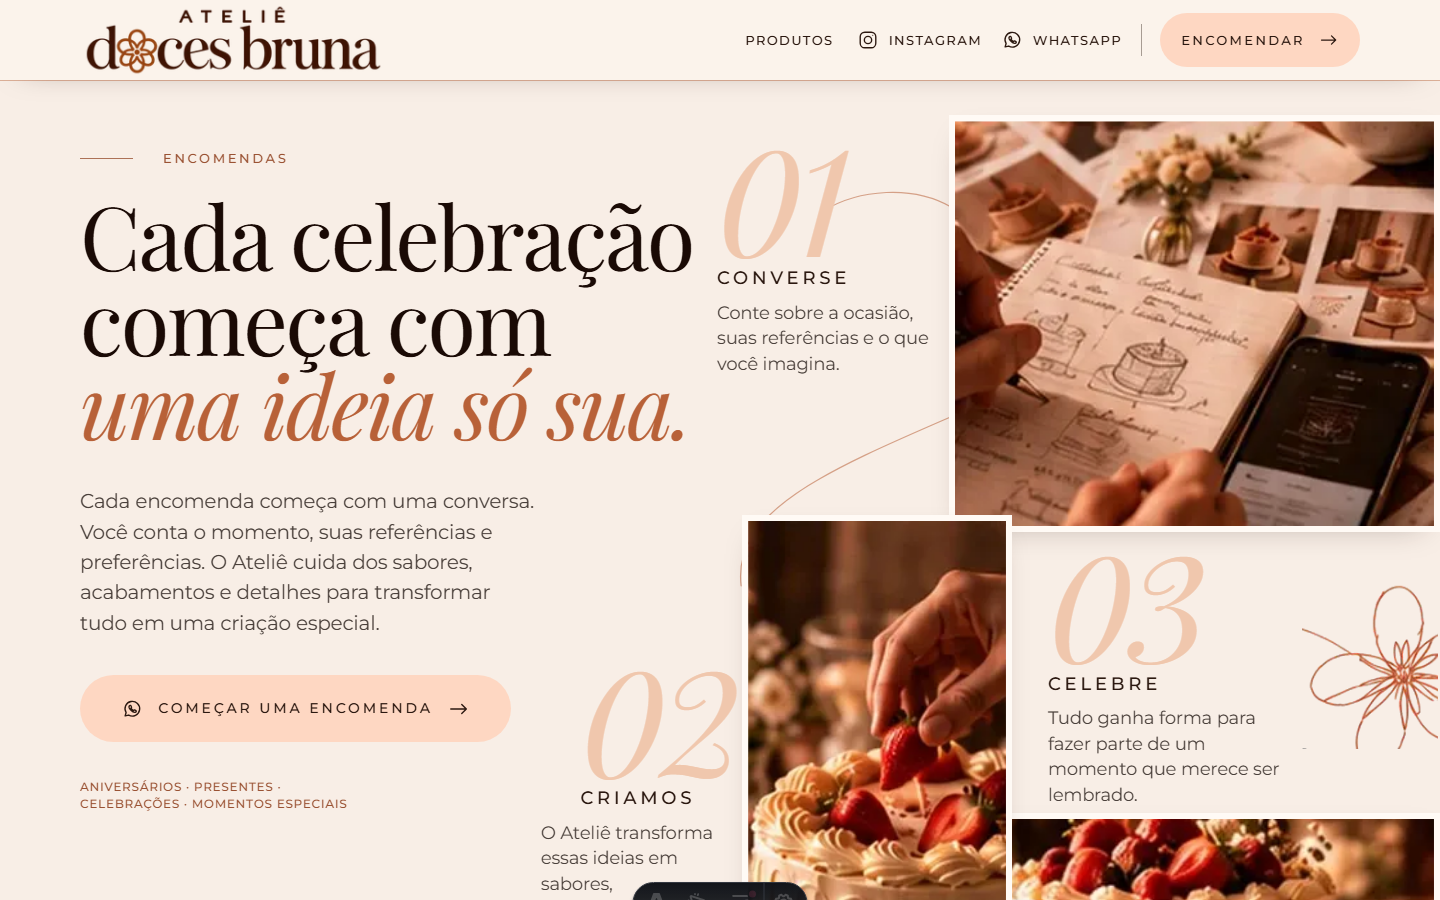 ATELIÊ
doces bruna
PRODUTOS
INSTAGRAM
WHATSAPP
ENCOMENDAR
ENCOMENDAS
Cada celebração
começa com
uma ideia só sua.
Cada encomenda começa com uma conversa.
Você conta o momento, suas referências e
preferências. O Ateliê cuida dos sabores,
acabamentos e detalhes para transformar
tudo em uma criação especial.
COMEÇAR UMA ENCOMENDA
ANIVERSÁRIOS · PRESENTES ·
CELEBRAÇÕES · MOMENTOS ESPECIAIS
01
CONVERSE
Conte sobre a ocasião,
suas referências e o que
você imagina.
02
CRIAMOS
O Ateliê transforma
essas ideias em
sabores,
03
CELEBRE
Tudo ganha forma para
fazer parte de um
momento que merece ser
lembrado.